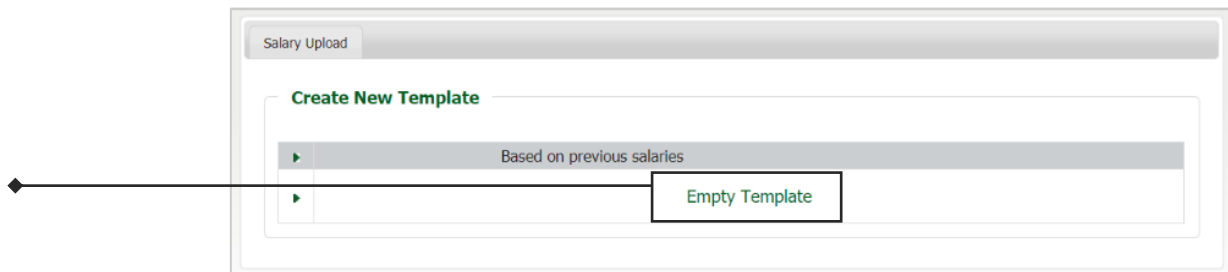 Salary Upload
Create New Template
Based on previous salaries
Empty Template